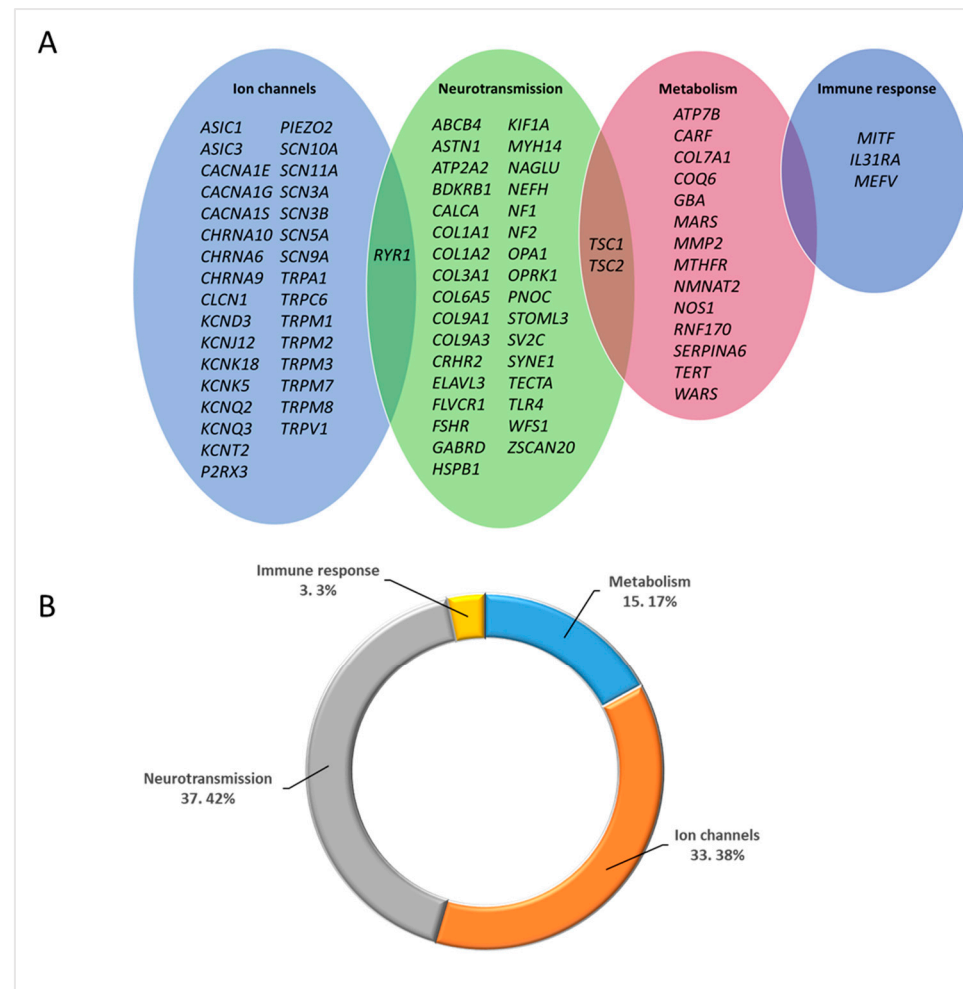 A
Ion channels
ASIC1 PIEZO2
ASIC3 SCN10A
CACNA1E SCN11A
CACNA1G SCN3A
CACNA1S SCN3B
CHRNA10 SCN5A
CHRNA6 SCN9A
CHRNA9 TRPA1
CLCN1 TRPC6
KCND3 TRPM1
KCNJ12 TRPM2
KCNK18 TRPM3
KCNK5 TRPM7
KCNQ2 TRPM8
KCNQ3 TRPV1
KCNT2
P2RX3
RYR1
Neurotransmission
ABCB4 KIF1A
ASTN1 MYH14
ATP2A2 NAGLU
BDKRB1 NEFH
CALCA NF1
COL1A1 NF2
COL1A2 OPA1
COL3A1 OPRK1
COL6A5 PNOC
COL9A1 STOML3
COL9A3 SV2C
CRHR2 SYNE1
ELAVL3 TECTA
FLVCR1 TLR4
FSHR WFS1
GABRD ZSCAN20
HSPB1
TSC1
TSC2
Metabolism
ATP7B
CARF
COL7A1
COQ6
GBA
MARS
MMP2
MTHFR
NMNAT2
NOS1
RNF170
SERPINA6
TERT
WARS
Immune response
MITF
IL31RA
MEFV
B
Immune response
3. 3%
Metabolism
15. 17%
Neurotransmission
37. 42%
Ion channels
33. 38%